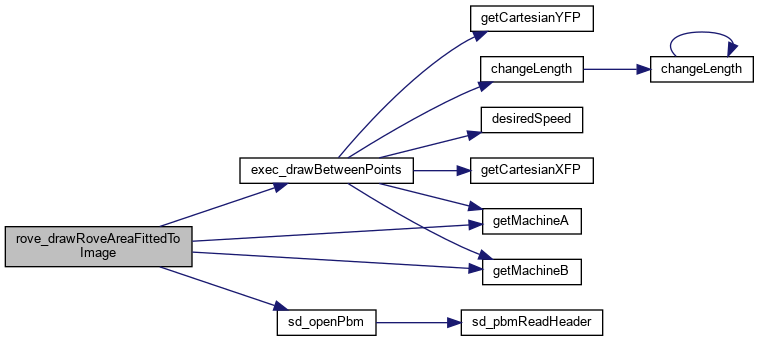 getCartesianYFP
changeLength
changeLength
desiredSpeed
exec_drawBetweenPoints
getCartesianXFP
getMachineA
rove_drawRoveAreaFittedTo
Image
getMachineB
sd_openPbm
sd_pbmReadHeader